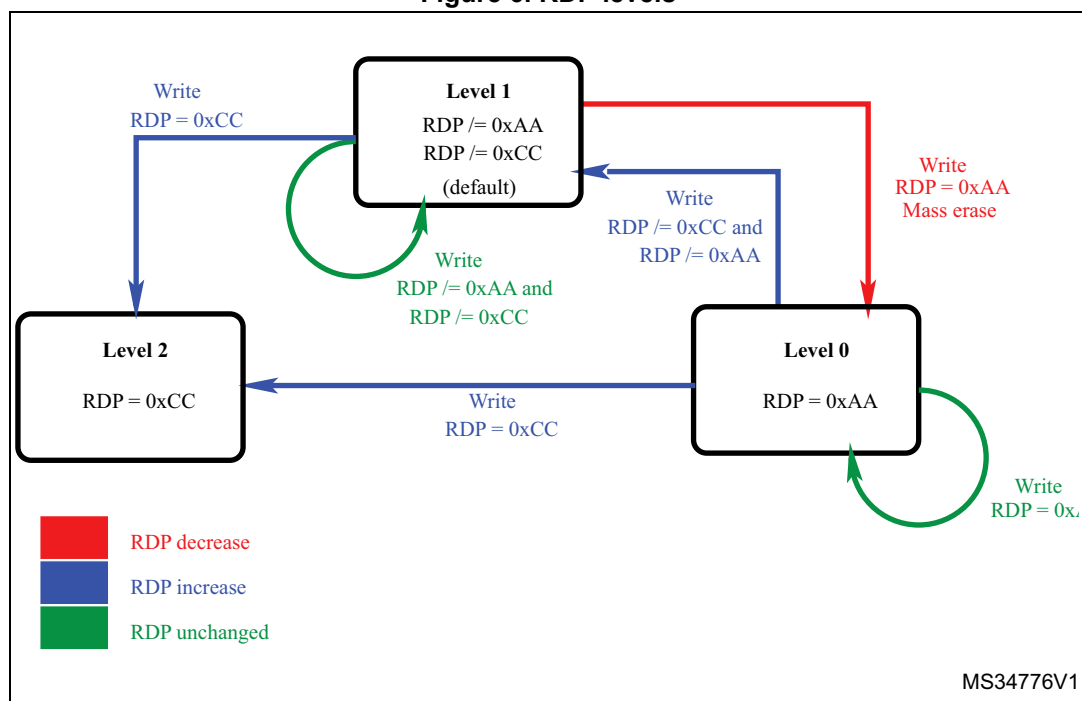 Level 1
RDP /= 0xAA
RDP /= 0xCC
(default)
Write
RDP = 0xCC
Write
RDP = 0xAA
Mass erase
Write
RDP /= 0xCC and
RDP /= 0xAA
Write
RDP /= 0xAA and
RDP /= 0xCC
Level 2
RDP = 0xCC
Level 0
RDP = 0xAA
Write
RDP = 0xCC
Write
RDP = 0xA
RDP decrease
RDP increase
RDP unchanged
MS34776V1